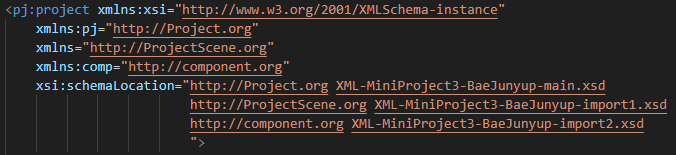 <pj:project xmlns:xsi="http://www.w3.org/2001/XMLSchema-instance"
xmlns:pj="http://Project.org"
xmlns="http://ProjectScene.org"
xmlns:comp="http://component.org"
xsi:schemaLocation="http://Project.org XML-MiniProject3-BaeJunyup-main.xsd
http://ProjectScene.org XML-MiniProject3-BaeJunyup-import1.xsd
http://component.org XML-MiniProject3-BaeJunyup-import2.xsd
">